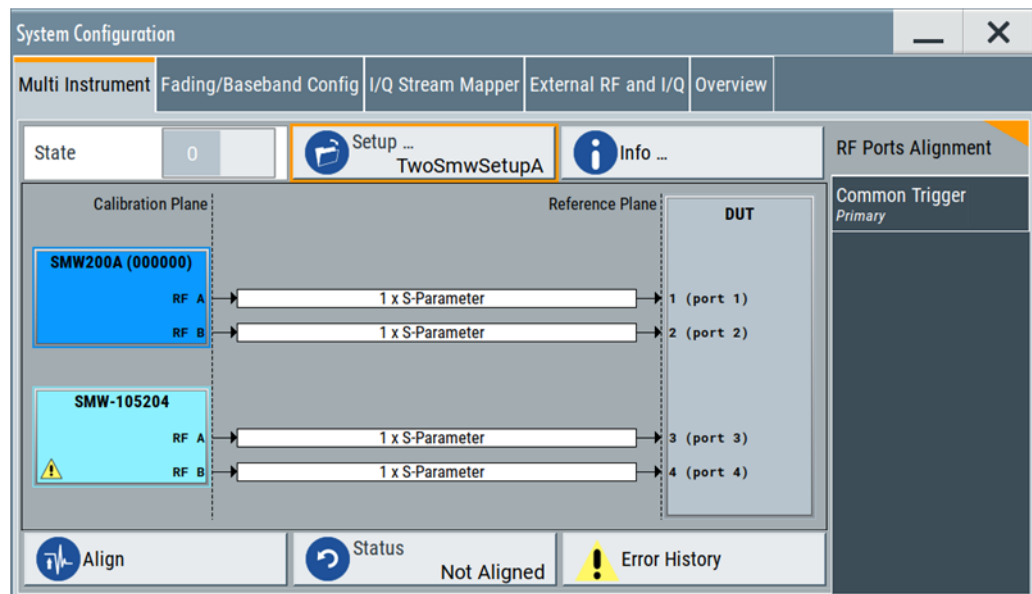 System Configuration
Multi Instrument Fading/Baseband Config I/Q Stream Mapper External RF and I/Q Overview
State 0 Setup ... TwoSmwSetupA Info ... RF Ports Alignment
Common Trigger
Primary
Calibration Plane Reference Plane DUT
SMW200A (000000)
RF A 1 x S-Parameter 1 (port 1)
RF B 1 x S-Parameter 2 (port 2)
SMW-105204
RF A 1 x S-Parameter 3 (port 3)
RF B 1 x S-Parameter 4 (port 4)
Align Status Not Aligned Error History